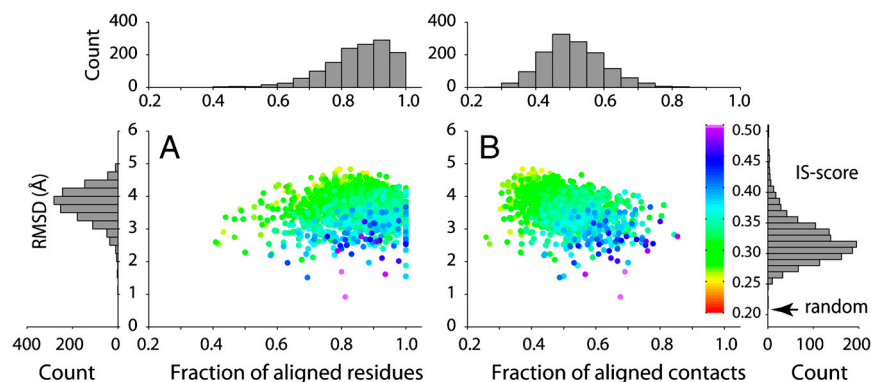 400
200
0
Count
0.2 0.4 0.6 0.8 1.0
400
200
0
0.2 0.4 0.6 0.8 1.0
A
6
5
4
3
2
1
0
RMSD (Å)
400 200 0
Count
0.2 0.4 0.6 0.8 1.0
Fraction of aligned residues
B
6
5
4
3
2
1
0
0.2 0.4 0.6 0.8 1.0
Fraction of aligned contacts
0.50
0.45
0.40
0.35
0.30
0.25
0.20
IS-score
random
0 100 200
Count